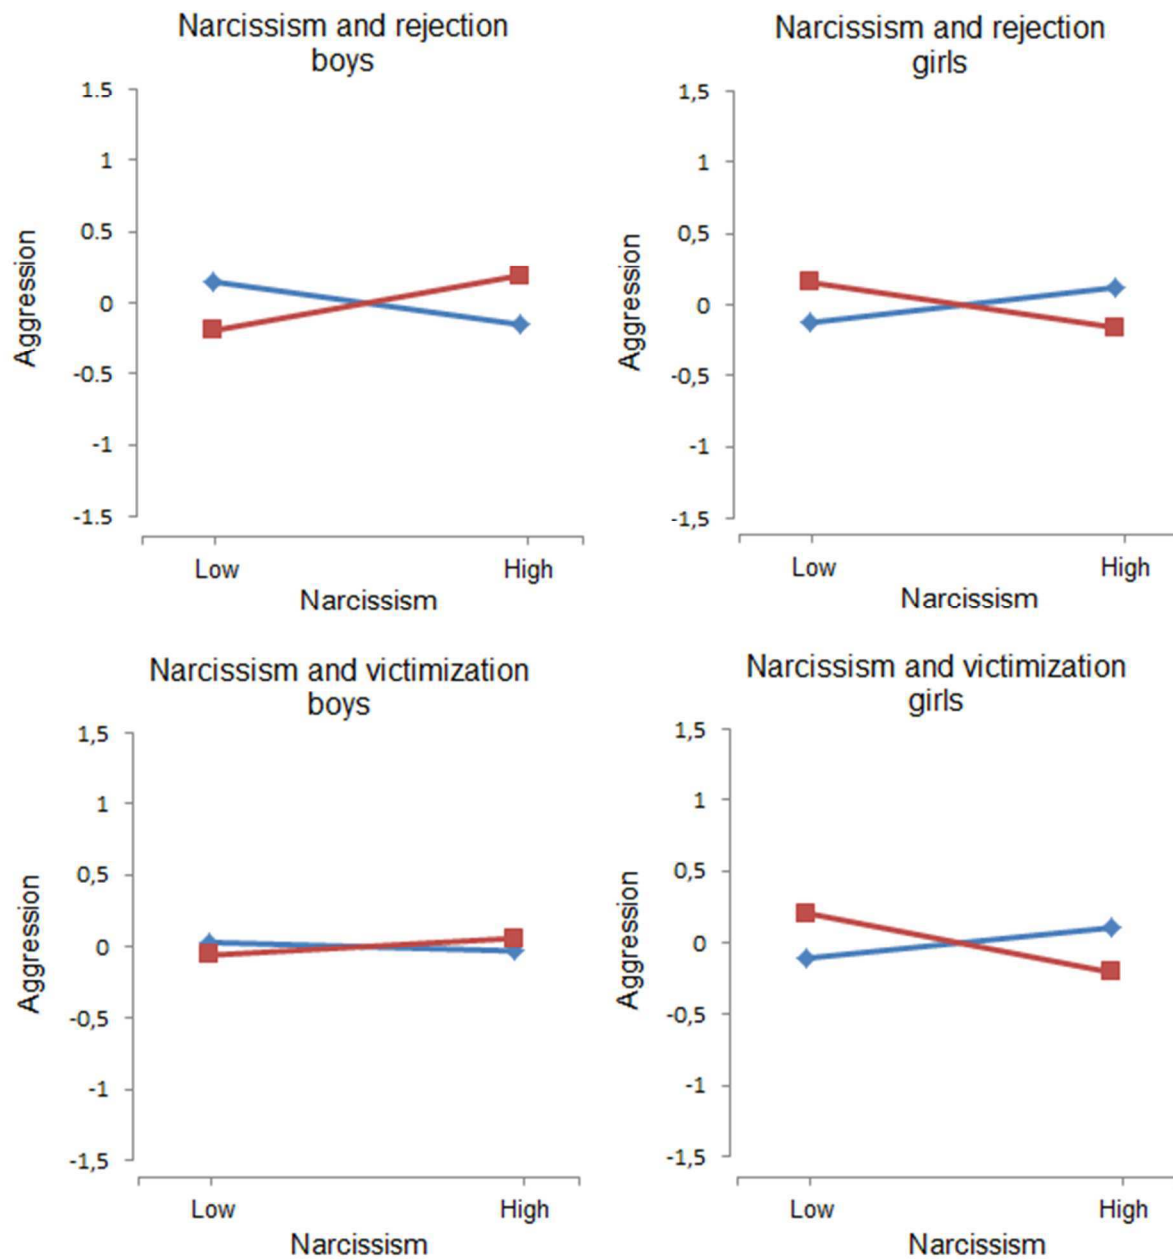 Narcissism and rejection
boys
1.5
1
0.5
0
-0.5
-1
-1.5
Aggression
Low
High
Narcissism
Narcissism and rejection
girls
1,5
1
0,5
0
-0,5
-1
-1,5
Aggression
Low
High
Narcissism
Narcissism and victimization
boys
1,5
1
0,5
0
-0,5
-1
-1,5
Aggression
Low
High
Narcissism
Narcissism and victimization
girls
1,5
1
0,5
0
-0,5
-1
-1,5
Aggression
Low
High
Narcissism